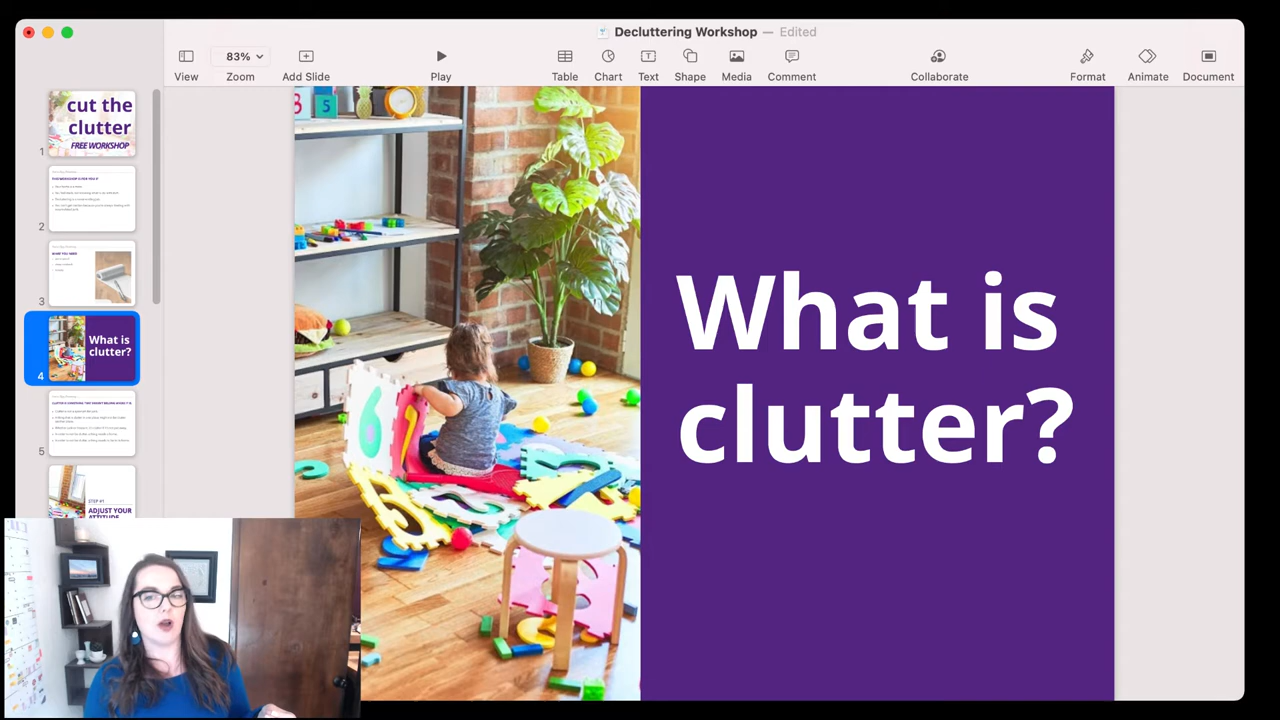 Decluttering Workshop — Edited
83%
View
Zoom
Add Slide
Play
Table
Chart
Text
Shape
Media
Comment
Collaborate
Format
Animate
Document
cut the
clutter
FREE WORKSHOP
1
2
3
What is
clutter?
4
5
STEP #1
ADJUST YOUR
ATTITUDE
What is
clutter?